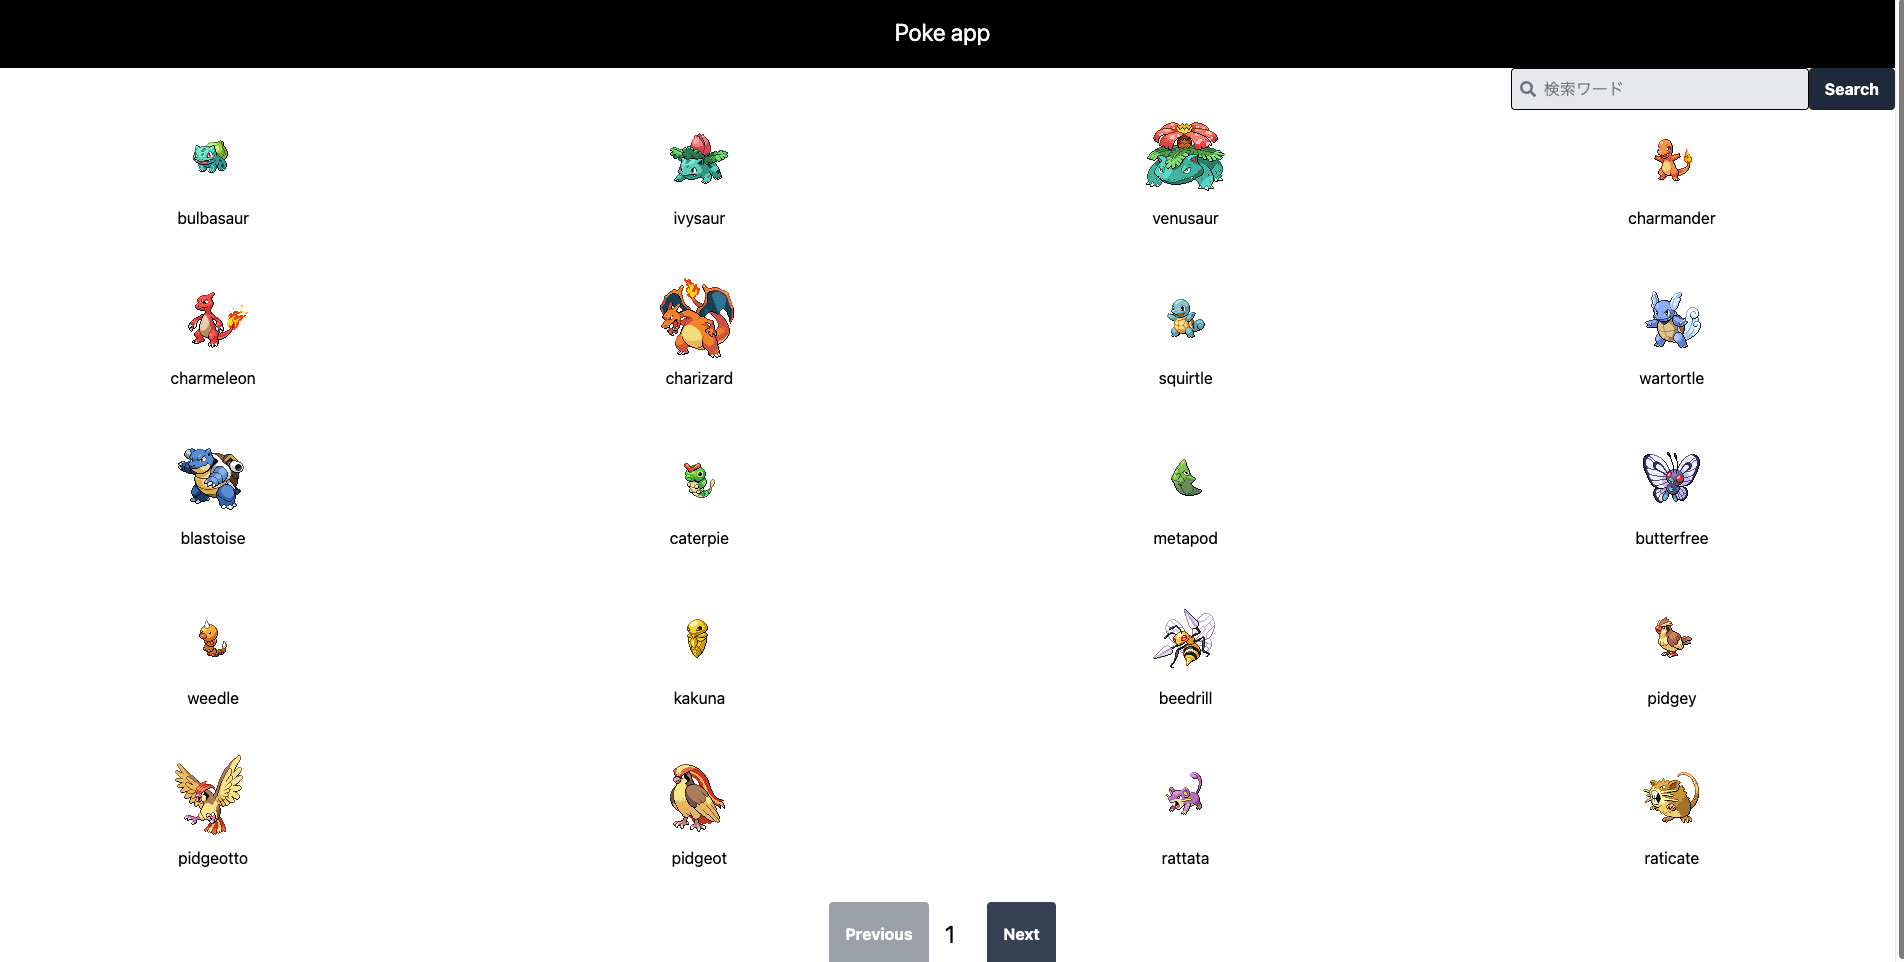 Poke app
検索ワード
Search
bulbasaur
ivysaur
venusaur
charmander
charmeleon
charizard
squirtle
wartortle
blastoise
caterpie
metapod
butterfree
weedle
kakuna
beedrill
pidgey
pidgeotto
pidgeot
rattata
raticate
Previous
1
Next